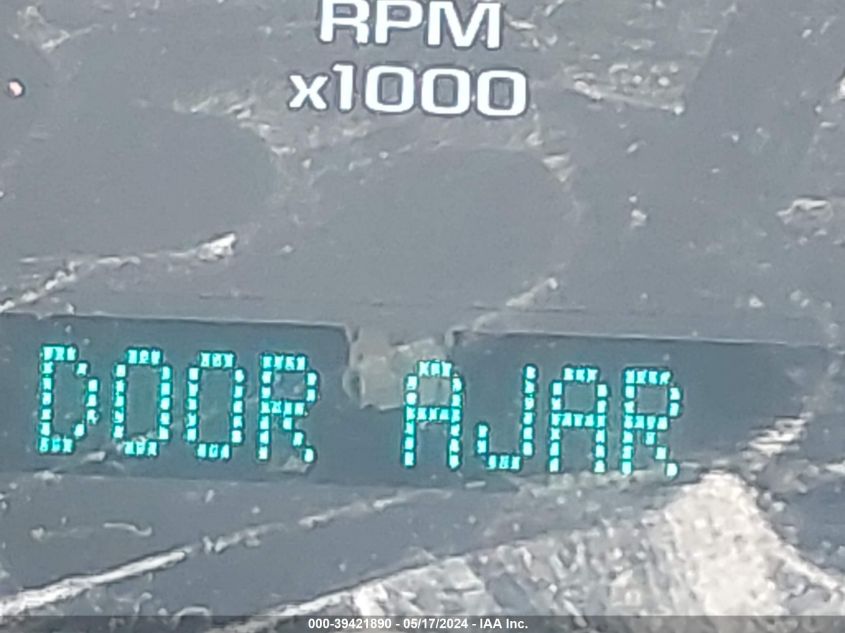 RPM
x1000
DOOR AJAR
000-39421890 - 05/17/2024 - IAA Inc.